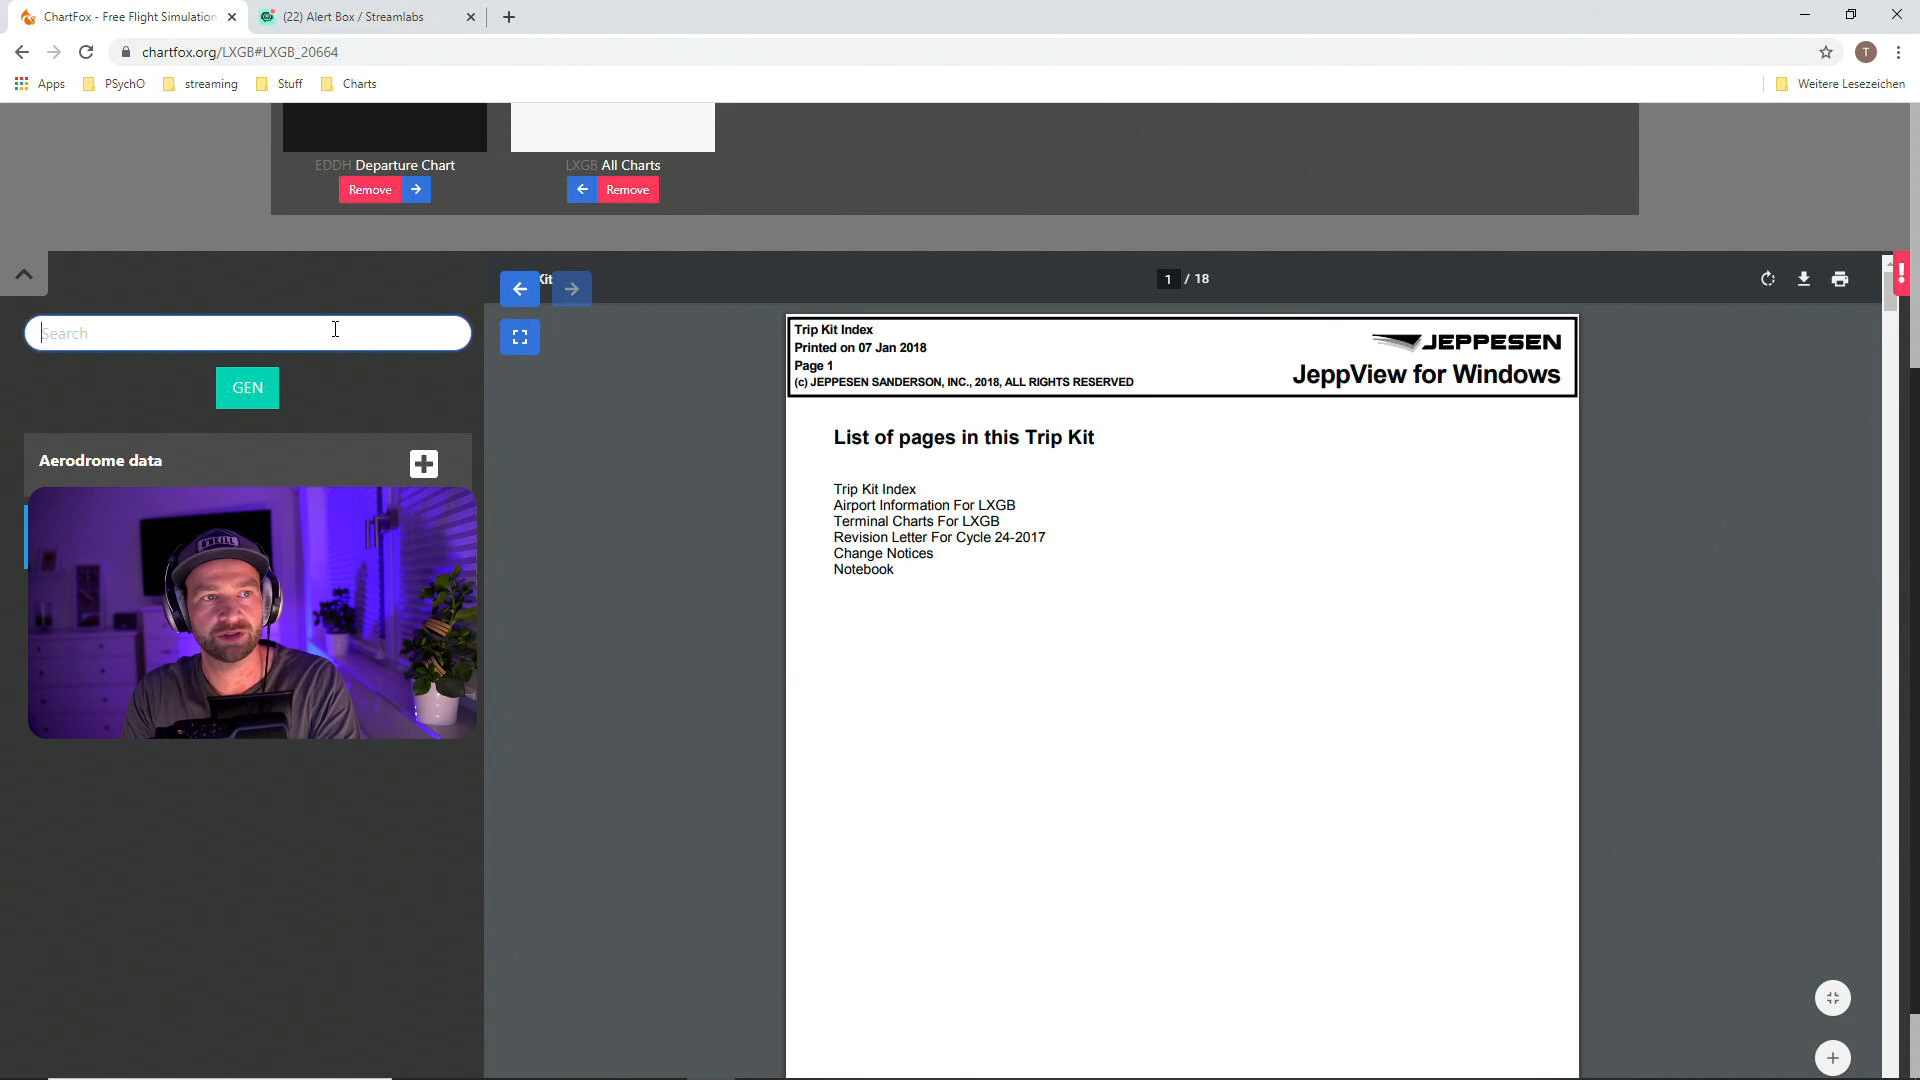 ChartFox - Free Flight Simulation
(22) Alert Box / Streamlabs
chartfox.org/LXGB#LXGB_20664
T
Apps
PSychO
streaming
Stuff
Charts
Weitere Lesezeichen
EDDH Departure Chart
LXGB All Charts
Remove
Remove
Kit
1 / 18
Search
GEN
Aerodrome data
O'NEILL
Trip Kit Index
Printed on 07 Jan 2018
Page 1
(c) JEPPESEN SANDERSON, INC., 2018, ALL RIGHTS RESERVED
JEPPESEN
JeppView for Windows
List of pages in this Trip Kit
Trip Kit Index
Airport Information For LXGB
Terminal Charts For LXGB
Revision Letter For Cycle 24-2017
Change Notices
Notebook